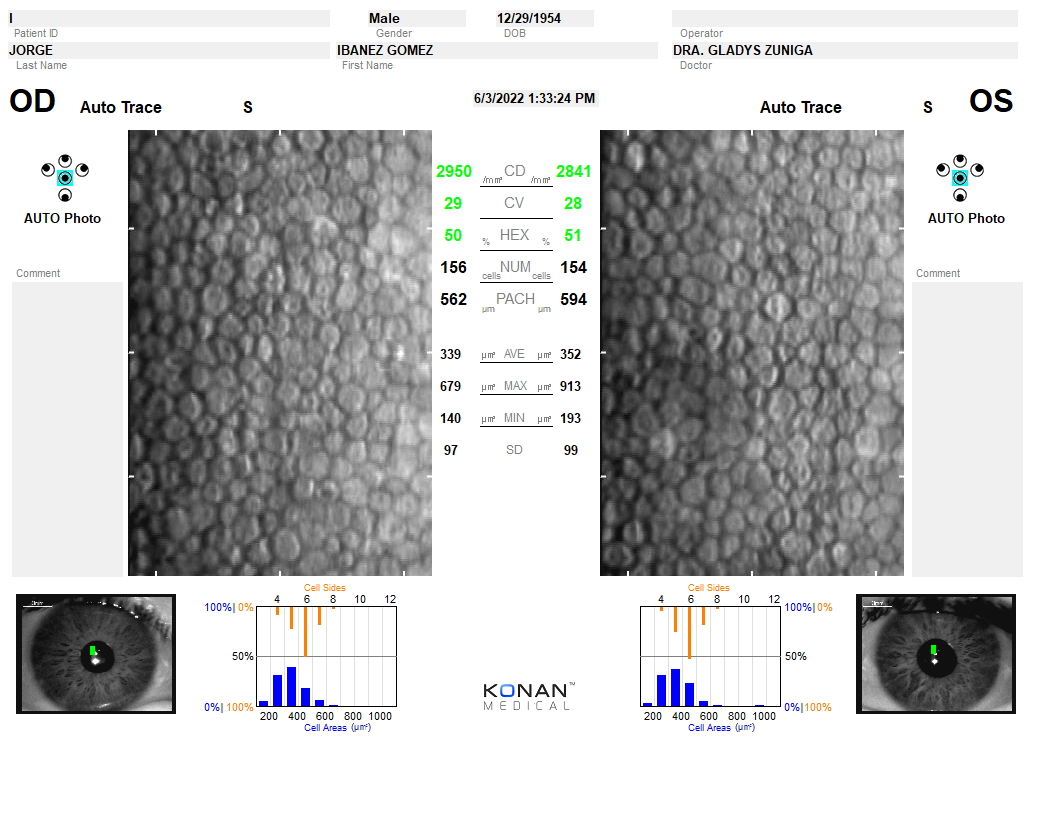 I Male 12/29/1954
Patient ID Gender DOB Operator
JORGE IBANEZ GOMEZ DRA. GLADYS ZUNIGA
Last Name First Name Doctor
OD Auto Trace S 6/3/2022 1:33:24 PM Auto Trace S OS
2950 /mm² CD /mm² 2841
29 CV 28
50 % HEX % 51
156 cells NUM cells 154
562 µm PACH µm 594
339 µm² AVE µm² 352
679 µm² MAX µm² 913
140 µm² MIN µm² 193
97 SD 99
AUTO Photo AUTO Photo
Comment Comment
Cell Sides Cell Sides
4 6 8 10 12 4 6 8 10 12
100%| 0% 100%|0%
50% 50%
0%| 100% 0%|100%
200 400 600 800 1000 200 400 600 800 1000
Cell Areas (µm²) Cell Areas (µm²)
KONAN™
MEDICAL